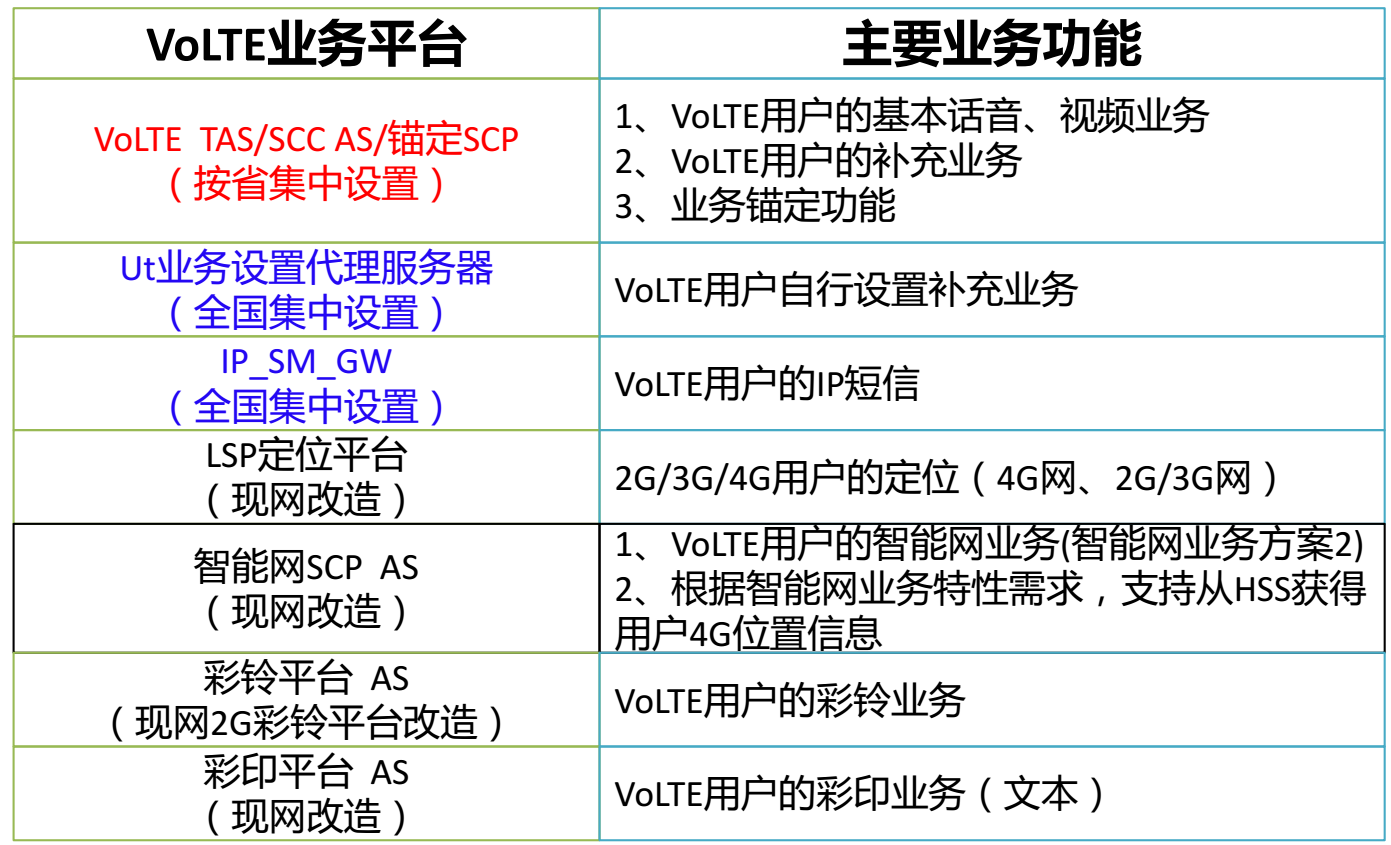 VoLTE业务平台
主要业务功能
VoLTE TAS/SCC AS/锚定SCP
（按省集中设置）
1、VoLTE用户的基本话音、视频业务
2、VoLTE用户的补充业务
3、业务锚定功能
Ut业务设置代理服务器
（全国集中设置）
VoLTE用户自行设置补充业务
IP_SM_GW
（全国集中设置）
VoLTE用户的IP短信
LSP定位平台
（现网改造）
2G/3G/4G用户的定位（4G网、2G/3G网）
智能网SCP AS
（现网改造）
1、VoLTE用户的智能网业务(智能网业务方案2)
2、根据智能网业务特性需求，支持从HSS获得
用户4G位置信息
彩铃平台 AS
（现网2G彩铃平台改造）
VoLTE用户的彩铃业务
彩印平台 AS
（现网改造）
VoLTE用户的彩印业务（文本）